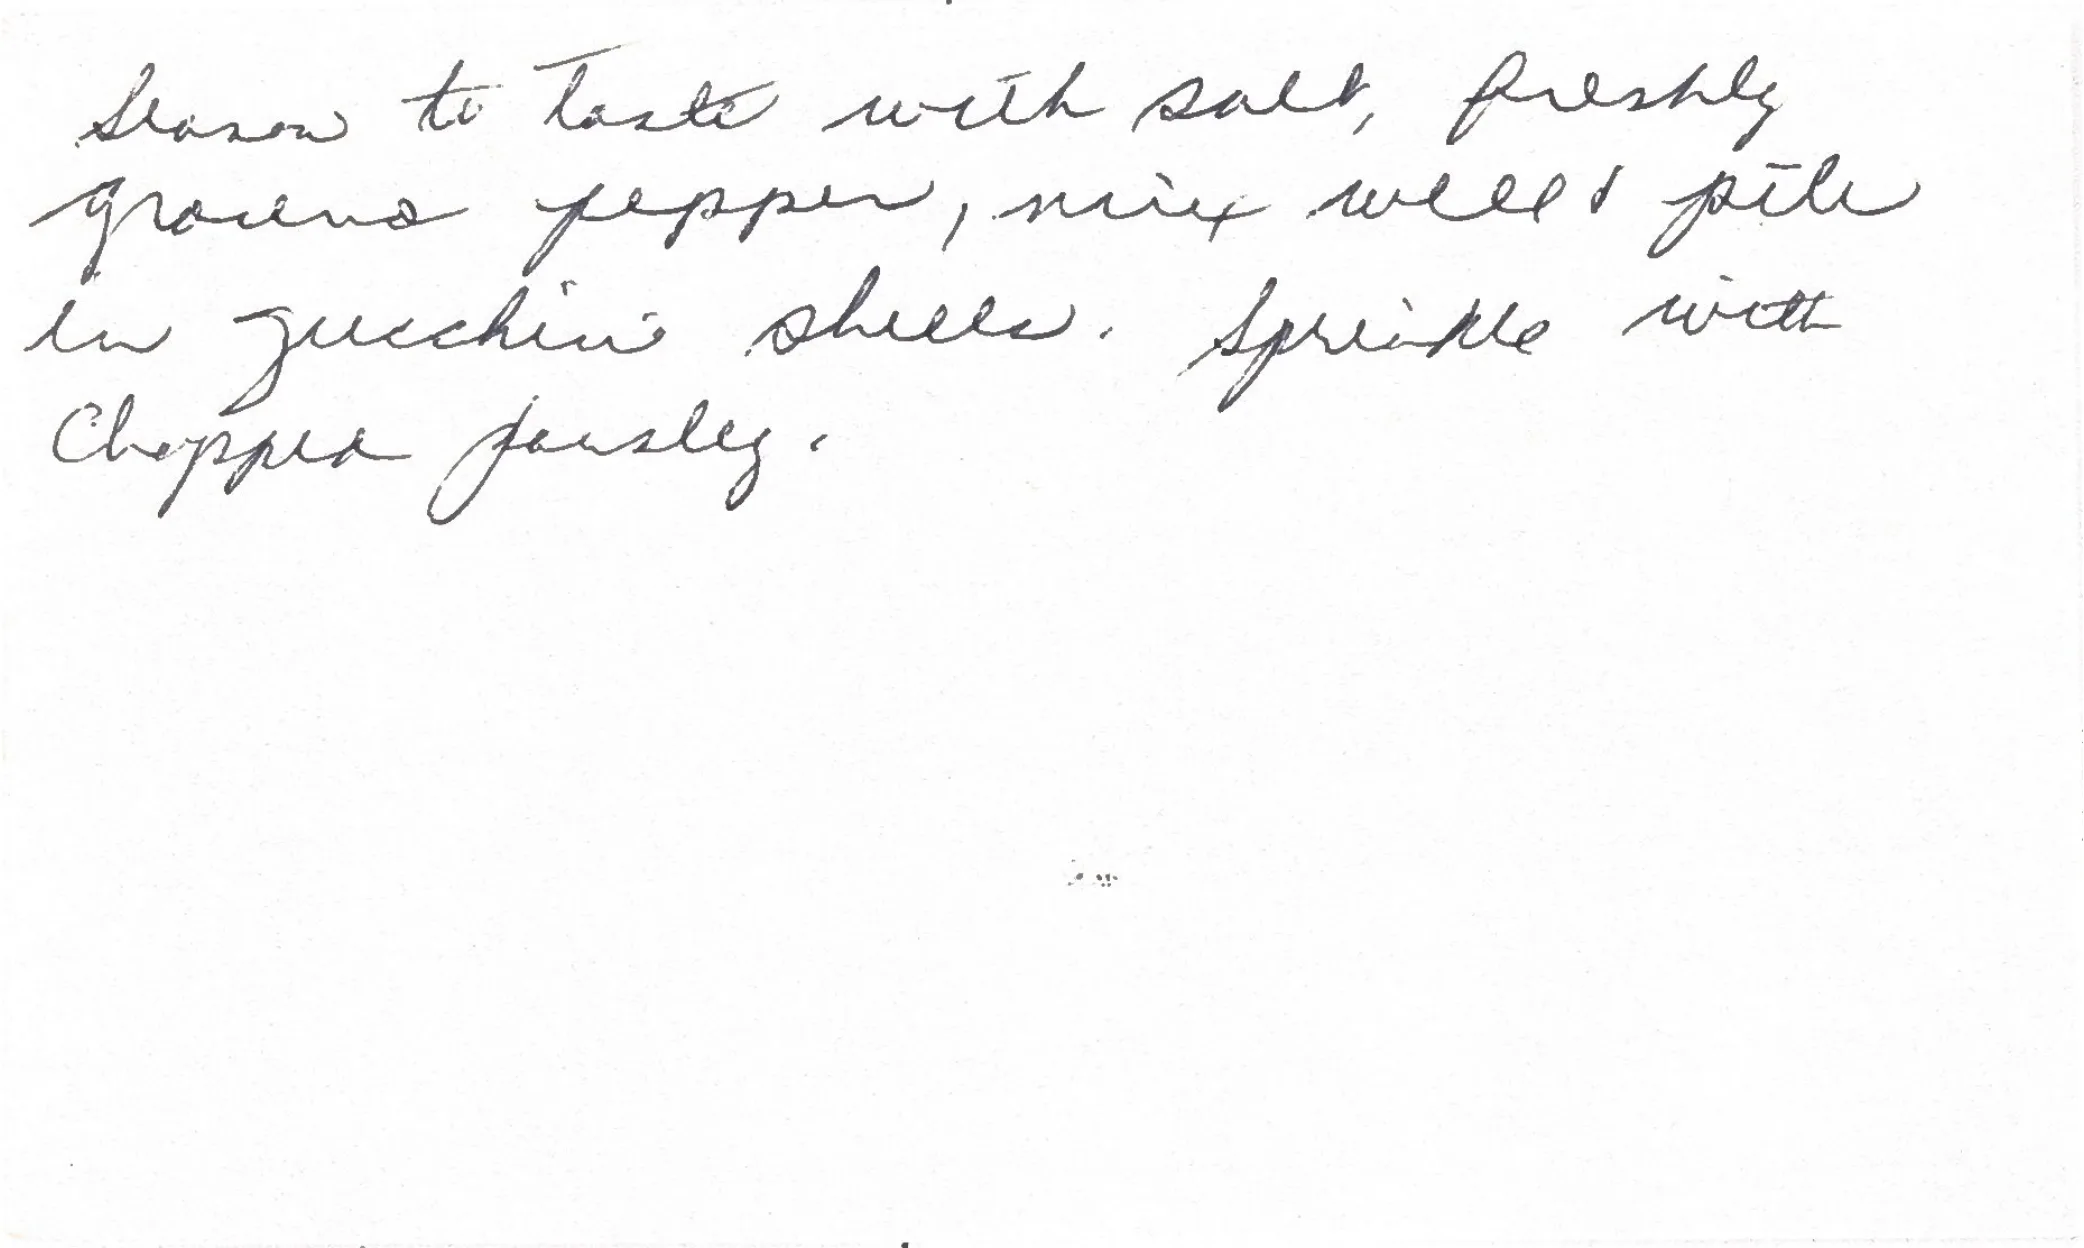 Season to taste with salt, freshly
ground pepper, mix well & pile
in zucchini shells. Sprinkle with
Chopped parsley.